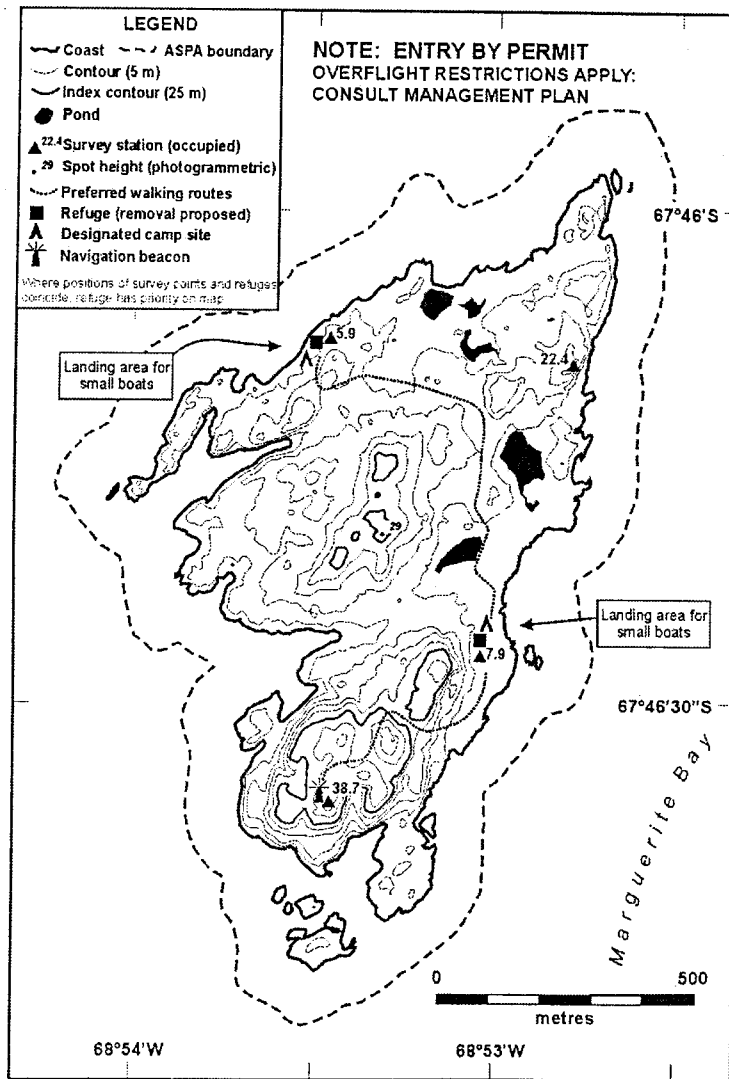 LEGEND
Coast
ASPA boundary
Contour (5 m)
Index contour (25 m)
Pond
22.4 Survey station (occupied)
29 Spot height (photogrammetric)
Preferred walking routes
Refuge (removal proposed)
Designated camp site
Navigation beacon
Where positions of survey points and refuges
coincide, refuge has priority on map
NOTE: ENTRY BY PERMIT
OVERFLIGHT RESTRICTIONS APPLY:
CONSULT MANAGEMENT PLAN
67°46'S
5.9
Landing area for
small boats
22.4
29
Landing area for
small boats
7.9
67°46'30"S
38.7
Marguerite Bay
0 500
metres
68°54'W
68°53'W